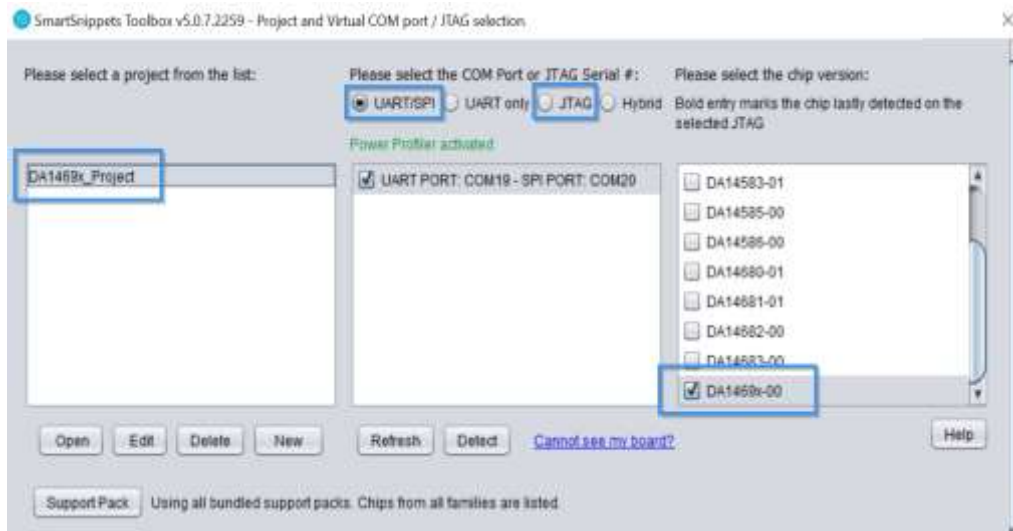 SmartSnippets Toolbox v5.0.7.2259 - Project and Virtual COM port / JTAG selection
Please select a project from the list:
DA1469x_Project
Open Edit Delete New
Please select the COM Port or JTAG Serial #:
UART/SPI UART only JTAG Hybrid
Power Profiler activated
UART PORT: COM19 - SPI PORT: COM20
Refresh Detect Cannot see my board?
Please select the chip version:
Bold entry marks the chip lastly detected on the
selected JTAG
DA14583-01
DA14585-00
DA14586-00
DA14680-01
DA14681-01
DA14682-00
DA14683-00
DA1469x-00
Help
Support Pack Using all bundled support packs. Chips from all families are listed.